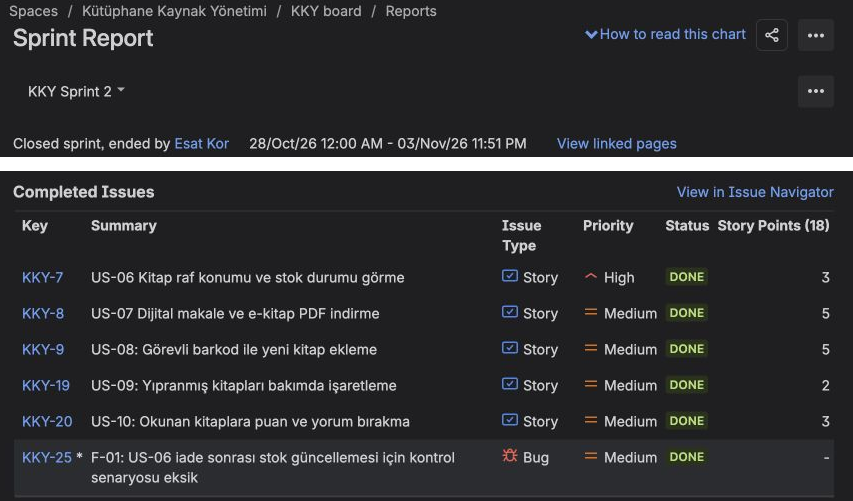 Spaces / Kütüphane Kaynak Yönetimi / KKY board / Reports
Sprint Report
How to read this chart
KKY Sprint 2
Closed sprint, ended by Esat Kor 28/Oct/26 12:00 AM - 03/Nov/26 11:51 PM View linked pages
Completed Issues View in Issue Navigator
Key Summary Issue Type Priority Status Story Points (18)
KKY-7 US-06 Kitap raf konumu ve stok durumu görme Story High DONE 3
KKY-8 US-07 Dijital makale ve e-kitap PDF indirme Story Medium DONE 5
KKY-9 US-08: Görevli barkod ile yeni kitap ekleme Story Medium DONE 5
KKY-19 US-09: Yıpranmış kitapları bakımda işaretleme Story Medium DONE 2
KKY-20 US-10: Okunan kitaplara puan ve yorum bırakma Story Medium DONE 3
KKY-25 * F-01: US-06 iade sonrası stok güncellemesi için kontrol Bug Medium DONE -
senaryosu eksik